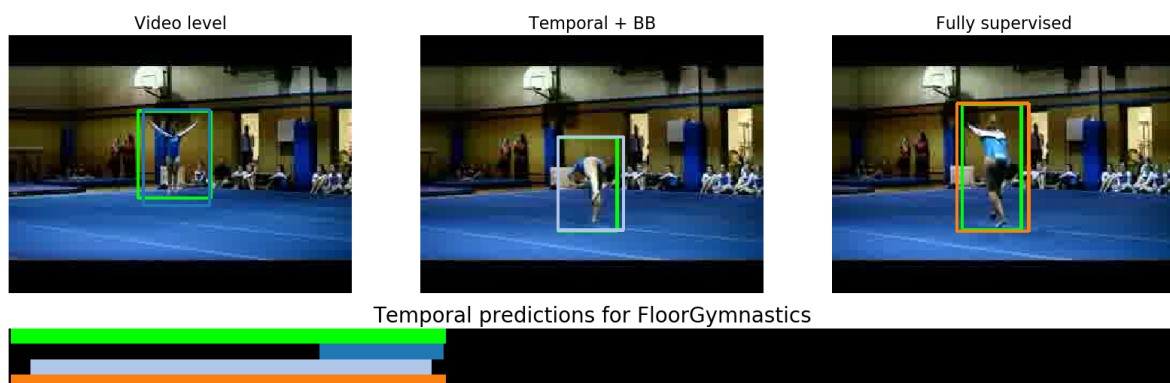 Video level
Temporal + BB
Fully supervised
Temporal predictions for FloorGymnastics